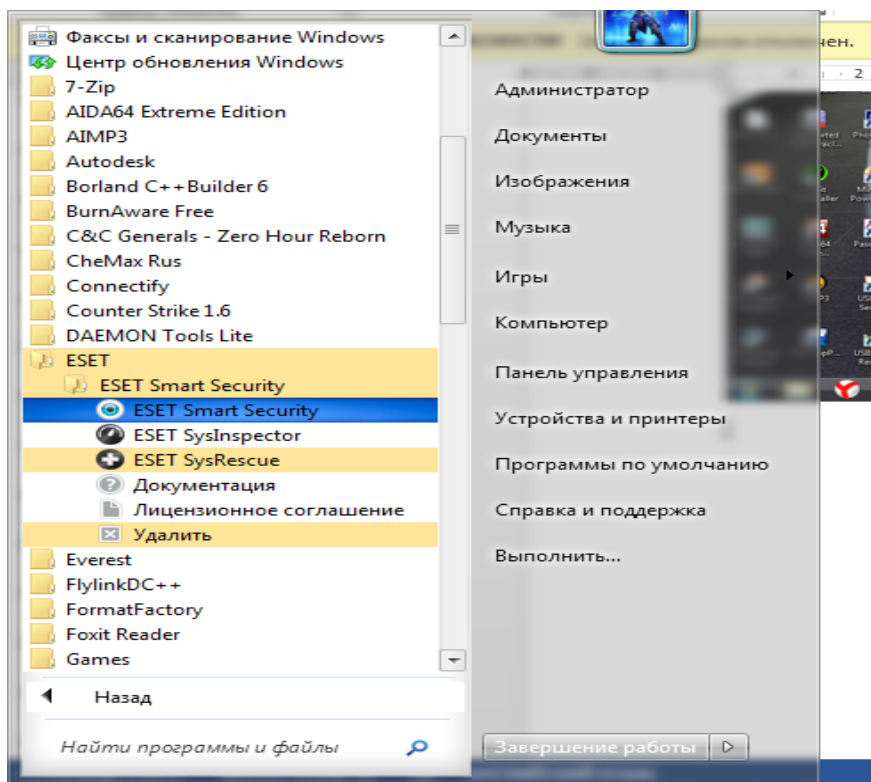 Факсы и сканирование Windows
Центр обновления Windows
7-Zip
AIDA64 Extreme Edition
AIMP3
Autodesk
Borland C++Builder 6
BurnAware Free
C&C Generals - Zero Hour Reborn
CheMax Rus
Connectify
Counter Strike 1.6
DAEMON Tools Lite
ESET
ESET Smart Security
ESET Smart Security
ESET SysInspector
ESET SysRescue
Документация
Лицензионное соглашение
Удалить
Everest
FlylinkDC++
FormatFactory
Foxit Reader
Games
Назад
Найти программы и файлы
Администратор
Документы
Изображения
Музыка
Игры
Компьютер
Панель управления
Устройства и принтеры
Программы по умолчанию
Справка и поддержка
Выполнить...
Завершение работы
чен.
2